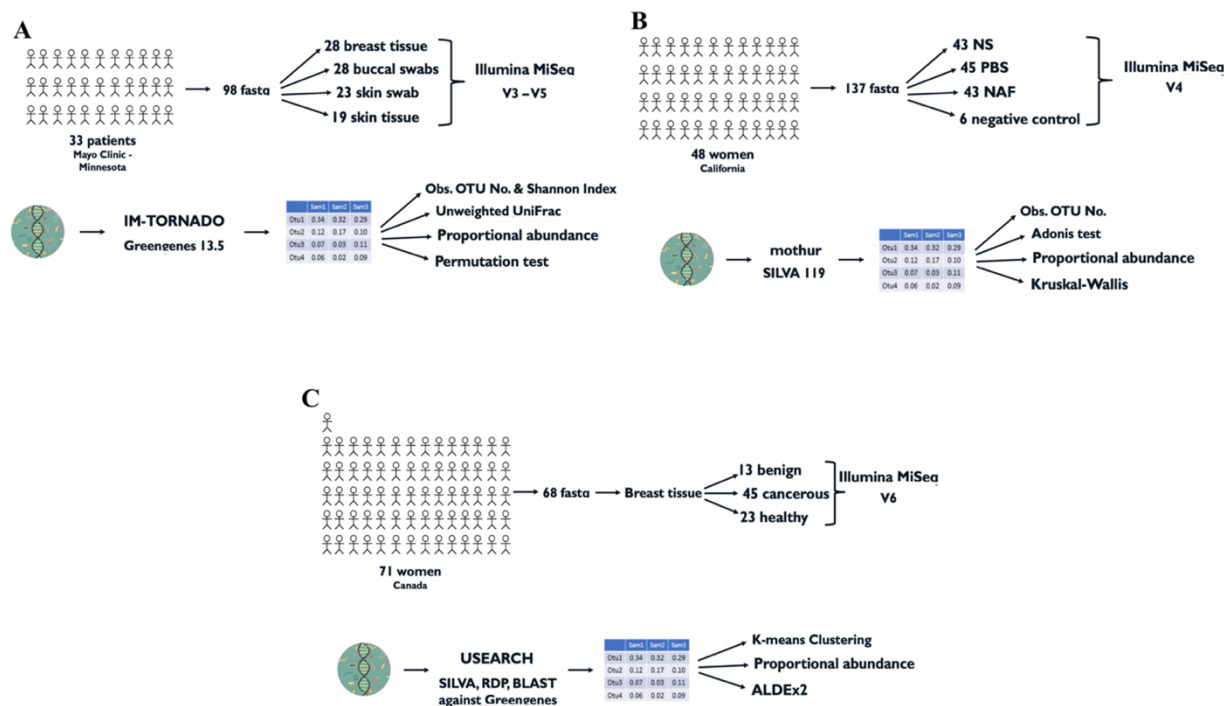 A
28 breast tissue
28 buccal swabs
98 fastq
23 skin swab
19 skin tissue
Illumina MiSeq
V3 – V5
33 patients
Mayo Clinic -
Minnesota
IM-TORNADO
Greengenes 13.5
Sam1 Sam2 Sam3
Otu1 0.34 0.32 0.29
Otu2 0.12 0.17 0.10
Otu3 0.07 0.03 0.11
Otu4 0.06 0.02 0.09
Obs. OTU No. & Shannon Index
Unweighted UniFrac
Proportional abundance
Permutation test
B
43 NS
45 PBS
137 fastq
43 NAF
6 negative control
Illumina MiSeq
V4
48 women
California
mothur
SILVA 119
Sam1 Sam2 Sam3
Otu1 0.34 0.32 0.29
Otu2 0.12 0.17 0.10
Otu3 0.07 0.03 0.11
Otu4 0.06 0.02 0.09
Obs. OTU No.
Adonis test
Proportional abundance
Kruskal-Wallis
C
68 fastq
Breast tissue
13 benign
45 cancerous
23 healthy
Illumina MiSeq
V6
71 women
Canada
USEARCH
SILVA, RDP, BLAST
against Greengenes
Sam1 Sam2 Sam3
Otu1 0.34 0.32 0.29
Otu2 0.12 0.17 0.10
Otu3 0.07 0.03 0.11
Otu4 0.06 0.02 0.09
K-means Clustering
Proportional abundance
ALDEx2